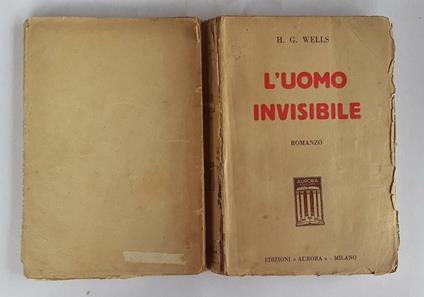 H. G. WELLS
L'UOMO
INVISIBILE
ROMANZO
AURORA
EDIZIONI « AURORA » - MILANO